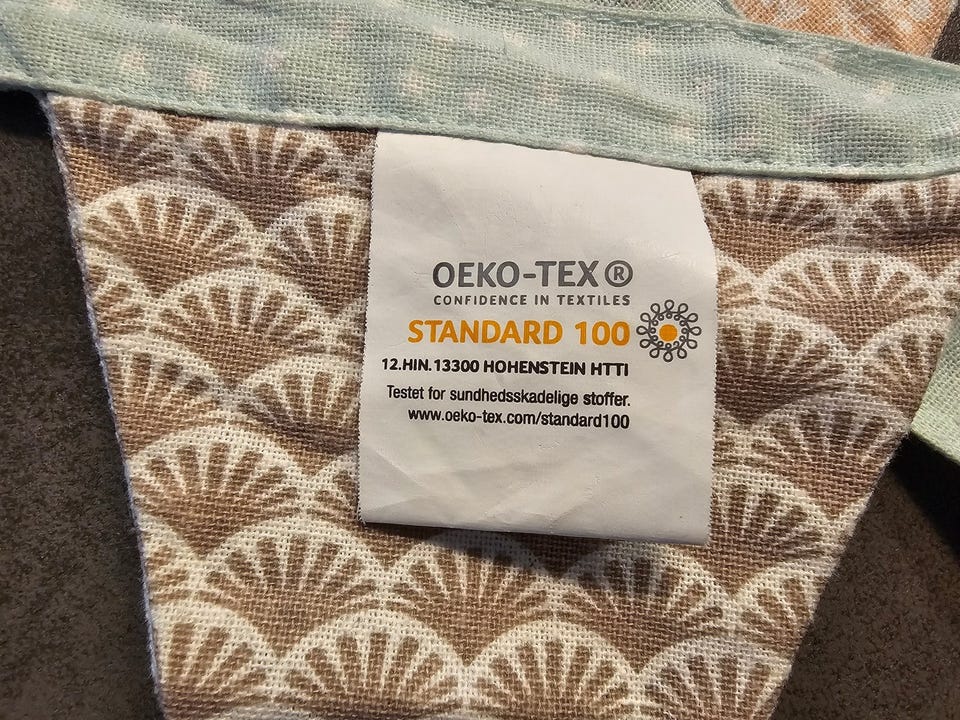 OEKO-TEX®
CONFIDENCE IN TEXTILES
STANDARD 100
12.HIN.13300 HOHENSTEIN HTTI
Testet for sundhedsskadelige stoffer.
www.oeko-tex.com/standard100